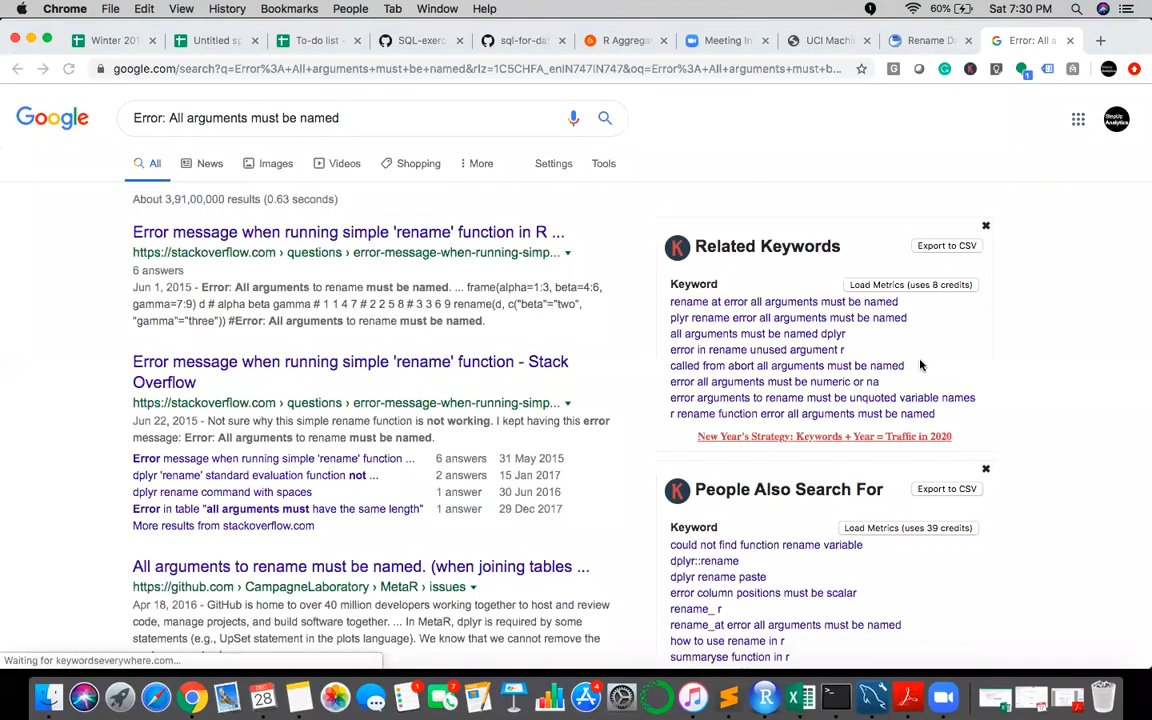 Chrome File Edit View History Bookmarks People Tab Window Help 60% Sat 7:30 PM
Winter 201 × Untitled sp × To-do list - × SQL-exerc × sql-for-da × R Aggrega × Meeting In × UCI Machi × Rename D × Error: All a × +
google.com/search?q=Error%3A+All+arguments+must+be+named&rlz=1C5CHFA_enIN747IN747&oq=Error%3A+All+arguments+must+b...
Google
Error: All arguments must be named
StepUp Analytics
All News Images Videos Shopping More Settings Tools
About 3,91,00,000 results (0.63 seconds)
Error message when running simple 'rename' function in R ...
https://stackoverflow.com › questions › error-message-when-running-simp...
6 answers
Jun 1, 2015 - Error: All arguments to rename must be named. ... frame(alpha=1:3, beta=4:6,
gamma=7:9) d # alpha beta gamma # 1 1 4 7 # 2 2 5 8 # 3 3 6 9 rename(d, c("beta"="two",
"gamma"="three")) #Error: All arguments to rename must be named.
Error message when running simple 'rename' function - Stack
Overflow
https://stackoverflow.com › questions › error-message-when-running-simp...
Jun 22, 2015 - Not sure why this simple rename function is not working. I kept having this error
message: Error: All arguments to rename must be named.
Error message when running simple 'rename' function ... 6 answers 31 May 2015
dplyr 'rename' standard evaluation function not ... 2 answers 15 Jan 2017
dplyr rename command with spaces 1 answer 30 Jun 2016
Error in table "all arguments must have the same length" 1 answer 29 Dec 2017
More results from stackoverflow.com
All arguments to rename must be named. (when joining tables ...
https://github.com › CampagneLaboratory › MetaR › issues
Apr 18, 2016 - GitHub is home to over 40 million developers working together to host and review
code, manage projects, and build software together. ... In MetaR, dplyr is required by some
statements (e.g., UpSet statement in the plots language). We know that we cannot remove the
Waiting for keywordseverywhere.com...
K Related Keywords Export to CSV
Keyword Load Metrics (uses 8 credits)
rename at error all arguments must be named
plyr rename error all arguments must be named
all arguments must be named dplyr
error in rename unused argument r
called from abort all arguments must be named
error all arguments must be numeric or na
error arguments to rename must be unquoted variable names
r rename function error all arguments must be named
New Year's Strategy: Keywords + Year = Traffic in 2020
K People Also Search For Export to CSV
Keyword Load Metrics (uses 39 credits)
could not find function rename variable
dplyr::rename
dplyr rename paste
error column positions must be scalar
rename_ r
rename_at error all arguments must be named
how to use rename in r
summaryse function in r
DEC 28 1 7 4 R